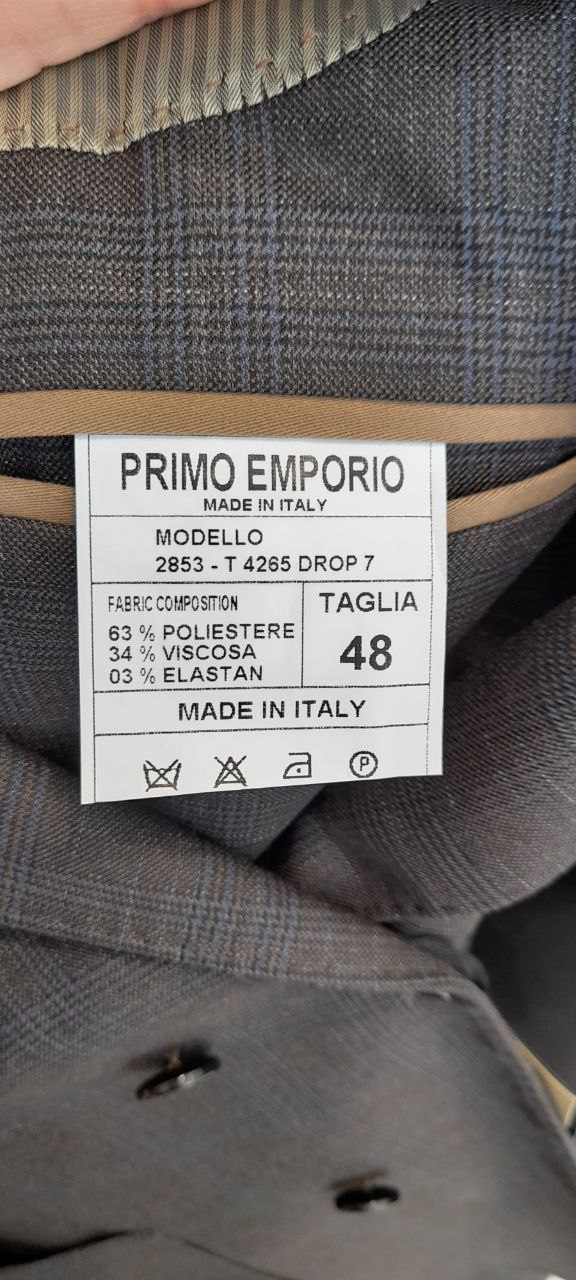 PRIMO EMPORIO
MADE IN ITALY
MODELLO
2853 - T 4265 DROP 7
FABRIC COMPOSITION
63 % POLIESTERE
34 % VISCOSA
03 % ELASTAN
TAGLIA
48
MADE IN ITALY
P